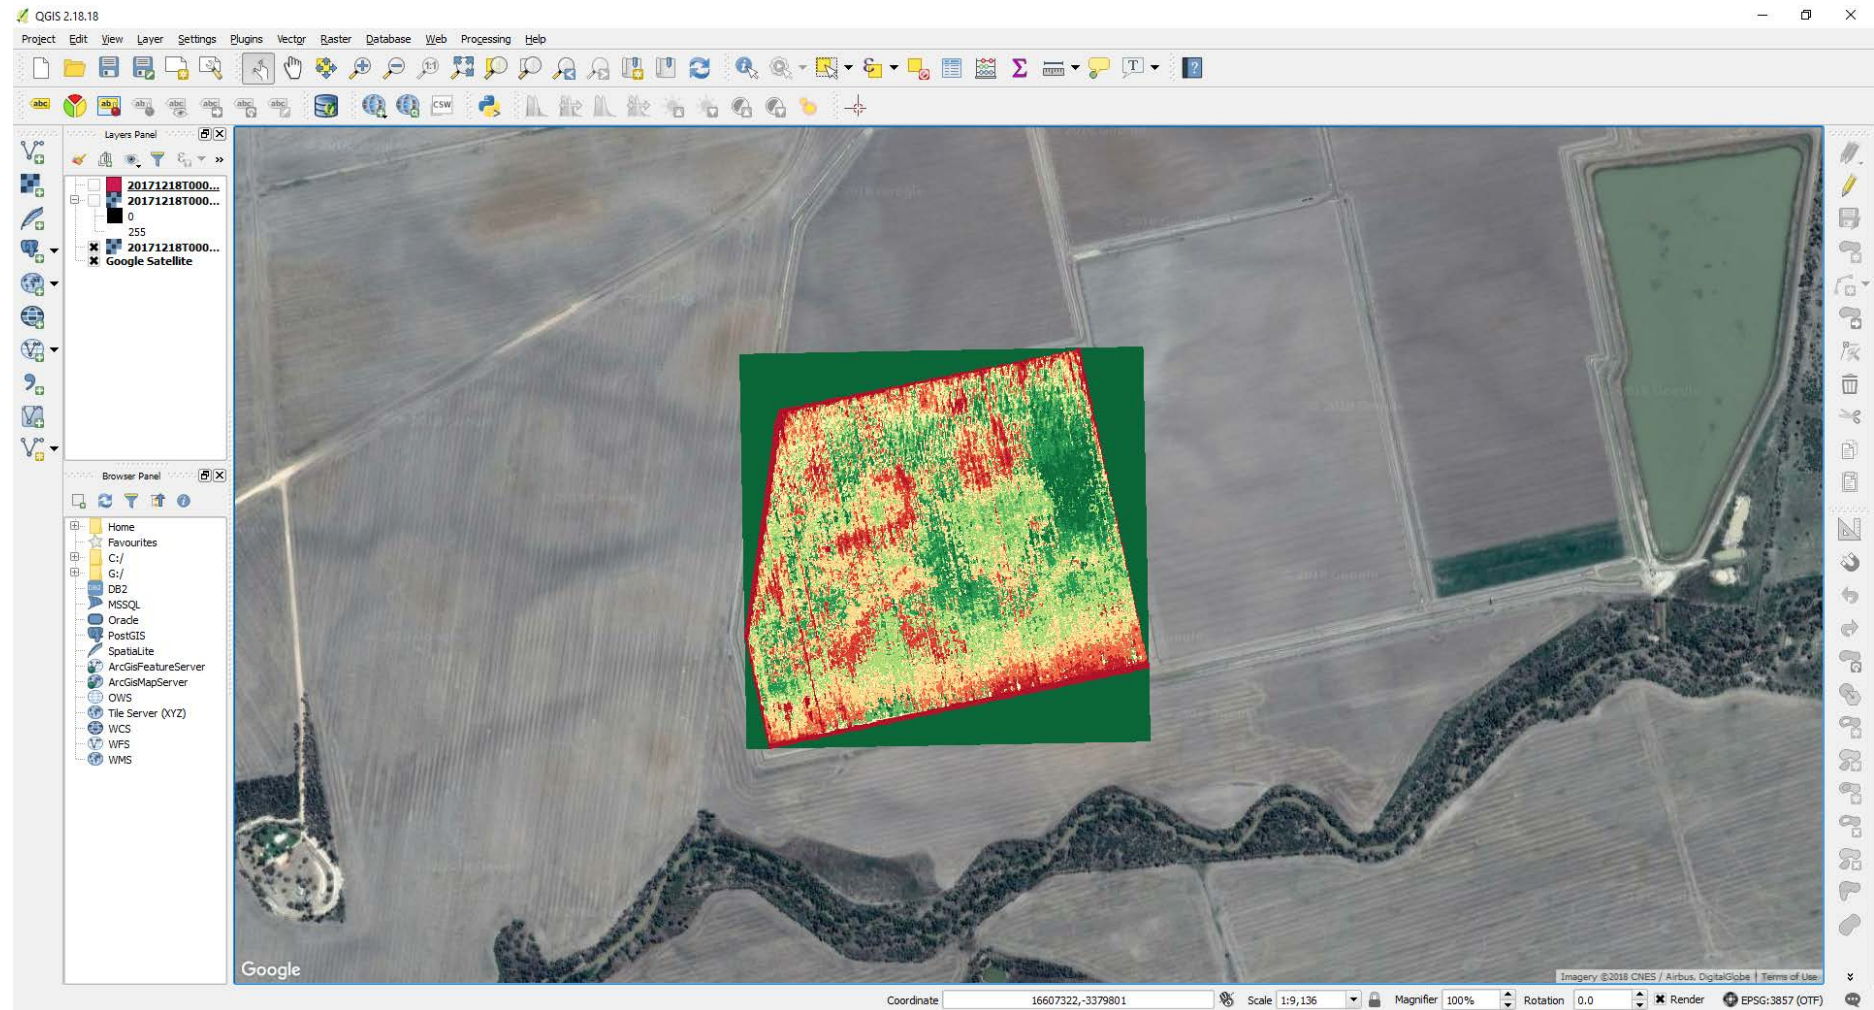 QGIS 2.18.18
Project Edit View Layer Settings Plugins Vector Raster Database Web Processing Help
Layers Panel
20171218T000...
20171218T000...
0
255
20171218T000...
Google Satellite
Browser Panel
Home
Favourites
C:/
G:/
DB2
MSSQL
Oracle
PostGIS
SpatiaLite
ArcGisFeatureServer
ArcGisMapServer
OWS
Tile Server (XYZ)
WCS
WFS
WMS
Google
Imagery ©2018 CNES / Airbus, DigitalGlobe Terms of Use
Coordinate 16607322,-3379801 Scale 1:9,136 Magnifier 100% Rotation 0.0 Render EPSG:3857 (OTF)